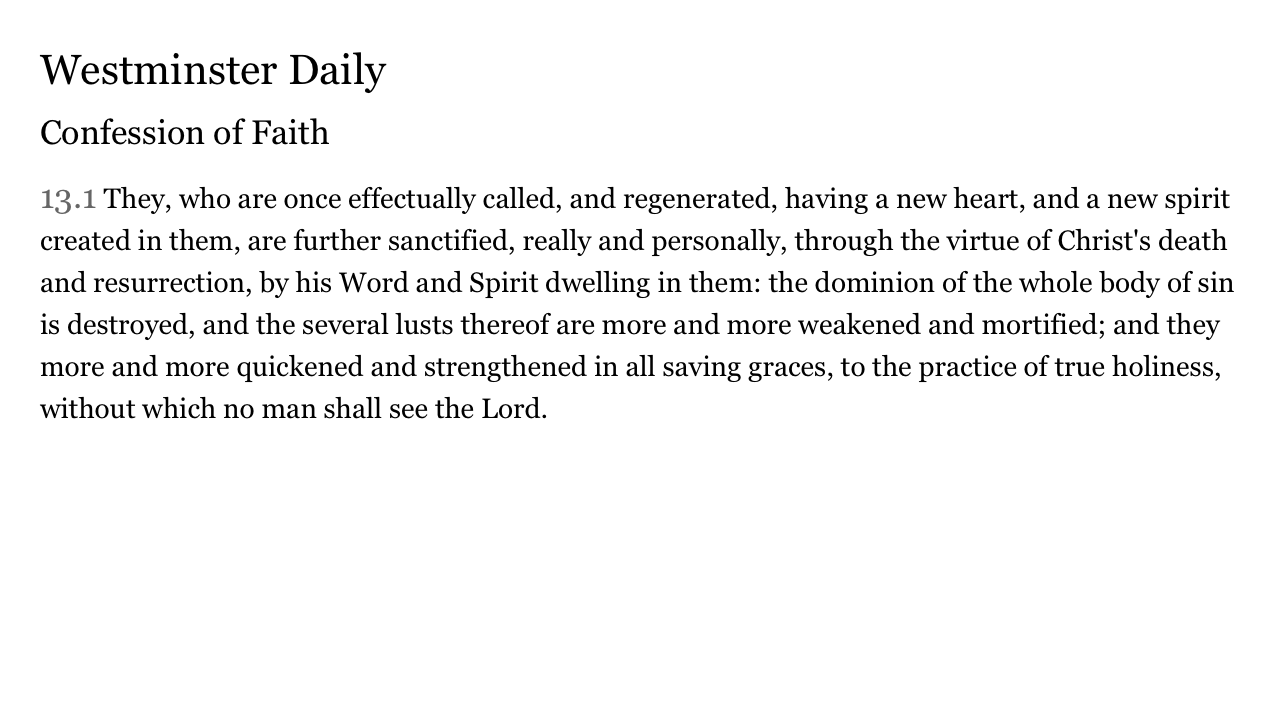 Westminster Daily
Confession of Faith
13.1 They, who are once effectually called, and regenerated, having a new heart, and a new spirit
created in them, are further sanctified, really and personally, through the virtue of Christ's death
and resurrection, by his Word and Spirit dwelling in them: the dominion of the whole body of sin
is destroyed, and the several lusts thereof are more and more weakened and mortified; and they
more and more quickened and strengthened in all saving graces, to the practice of true holiness,
without which no man shall see the Lord.